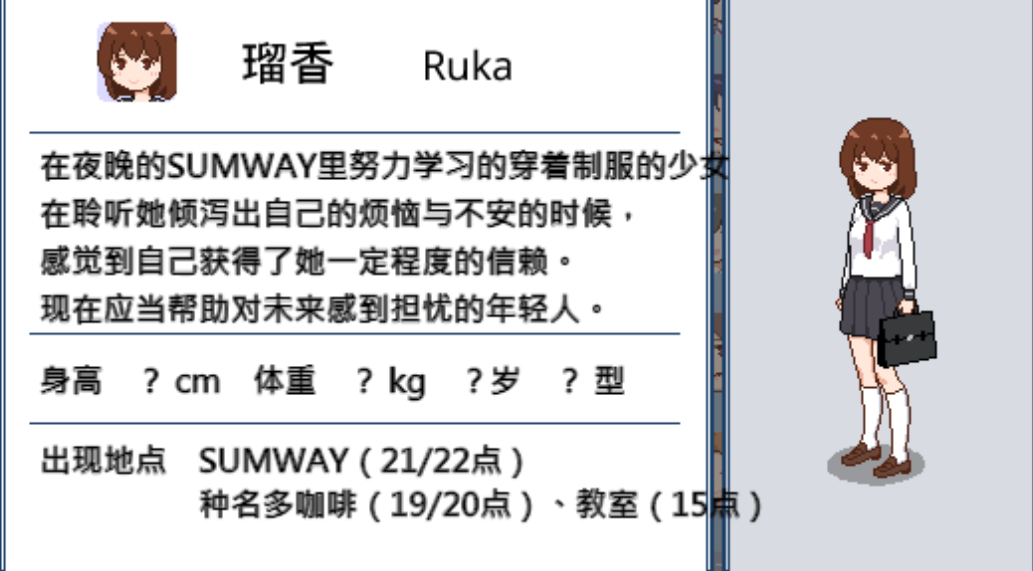 瑠香 Ruka
在夜晚的SUMWAY里努力学习的穿着制服的少女
在聆听她倾泻出自己的烦恼与不安的时候，
感觉到自己获得了她一定程度的信赖。
现在应当帮助对未来感到担忧的年轻人。
身高 ？cm 体重 ？kg ？岁 ？型
出现地点 SUMWAY（21/22点）
种名多咖啡（19/20点）、教室（15点）